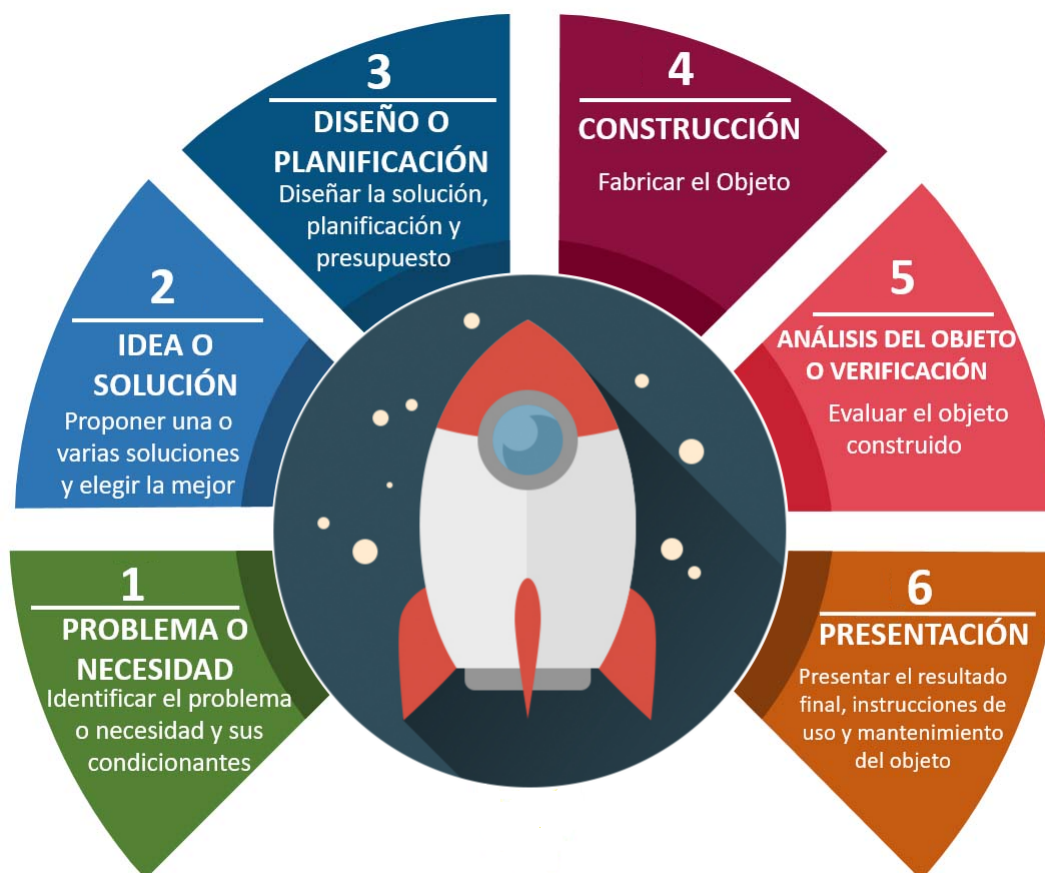 1
PROBLEMA O
NECESIDAD
Identificar el problema
o necesidad y sus
condicionantes
2
IDEA O
SOLUCIÓN
Proponer una o
varias soluciones
y elegir la mejor
3
DISEÑO O
PLANIFICACIÓN
Diseñar la solución,
planificación y
presupuesto
4
CONSTRUCCIÓN
Fabricar el Objeto
5
ANÁLISIS DEL OBJETO
O VERIFICACIÓN
Evaluar el objeto
construido
6
PRESENTACIÓN
Presentar el resultado
final, instrucciones de
uso y mantenimiento
del objeto